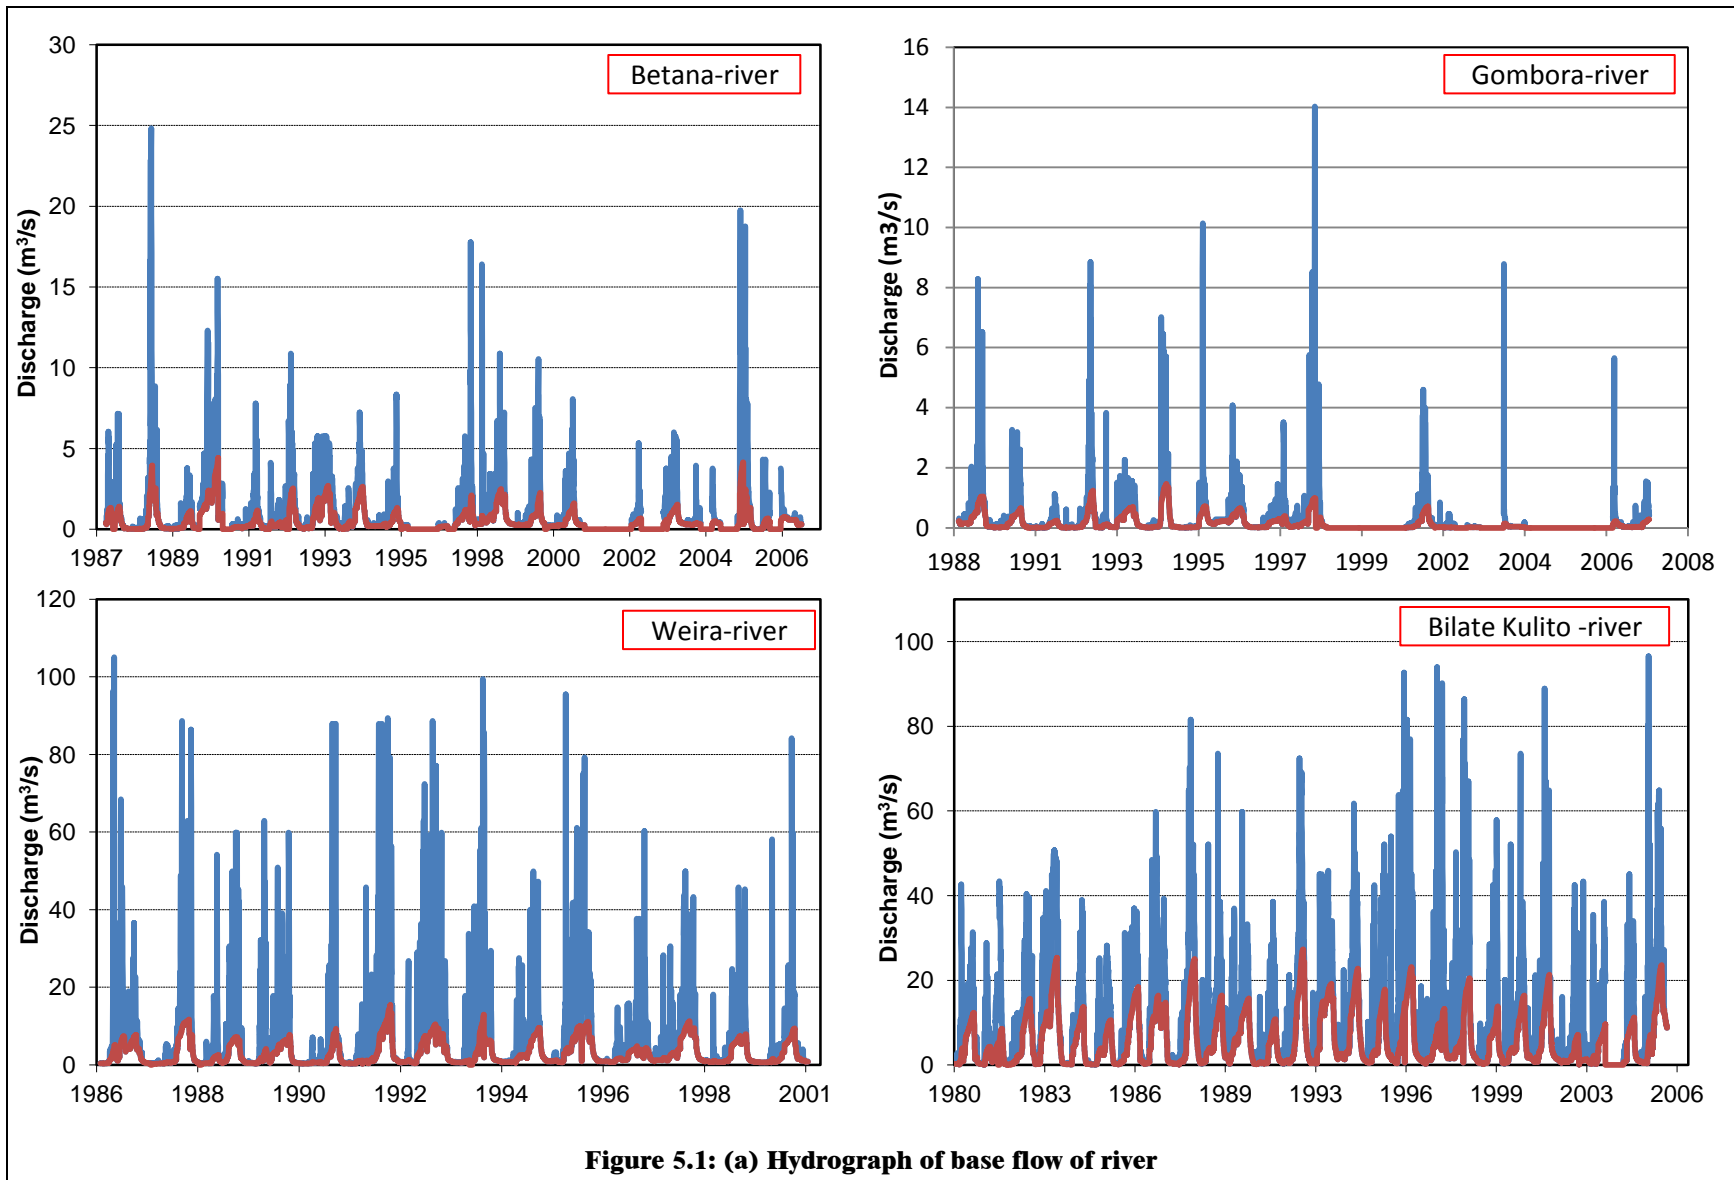 Betana-river
Discharge (m³/s)
30
25
20
15
10
5
0
1987 1989 1991 1993 1995 1998 2000 2002 2004 2006
Gombora-river
Discharge (m3/s)
16
14
12
10
8
6
4
2
0
1988 1991 1993 1995 1997 1999 2002 2004 2006 2008
Weira-river
Discharge (m³/s)
120
100
80
60
40
20
0
1986 1988 1990 1992 1994 1996 1998 2001
Bilate Kulito -river
Discharge (m³/s)
100
80
60
40
20
0
1980 1983 1986 1989 1993 1996 1999 2003 2006
Figure 5.1: (a) Hydrograph of base flow of river